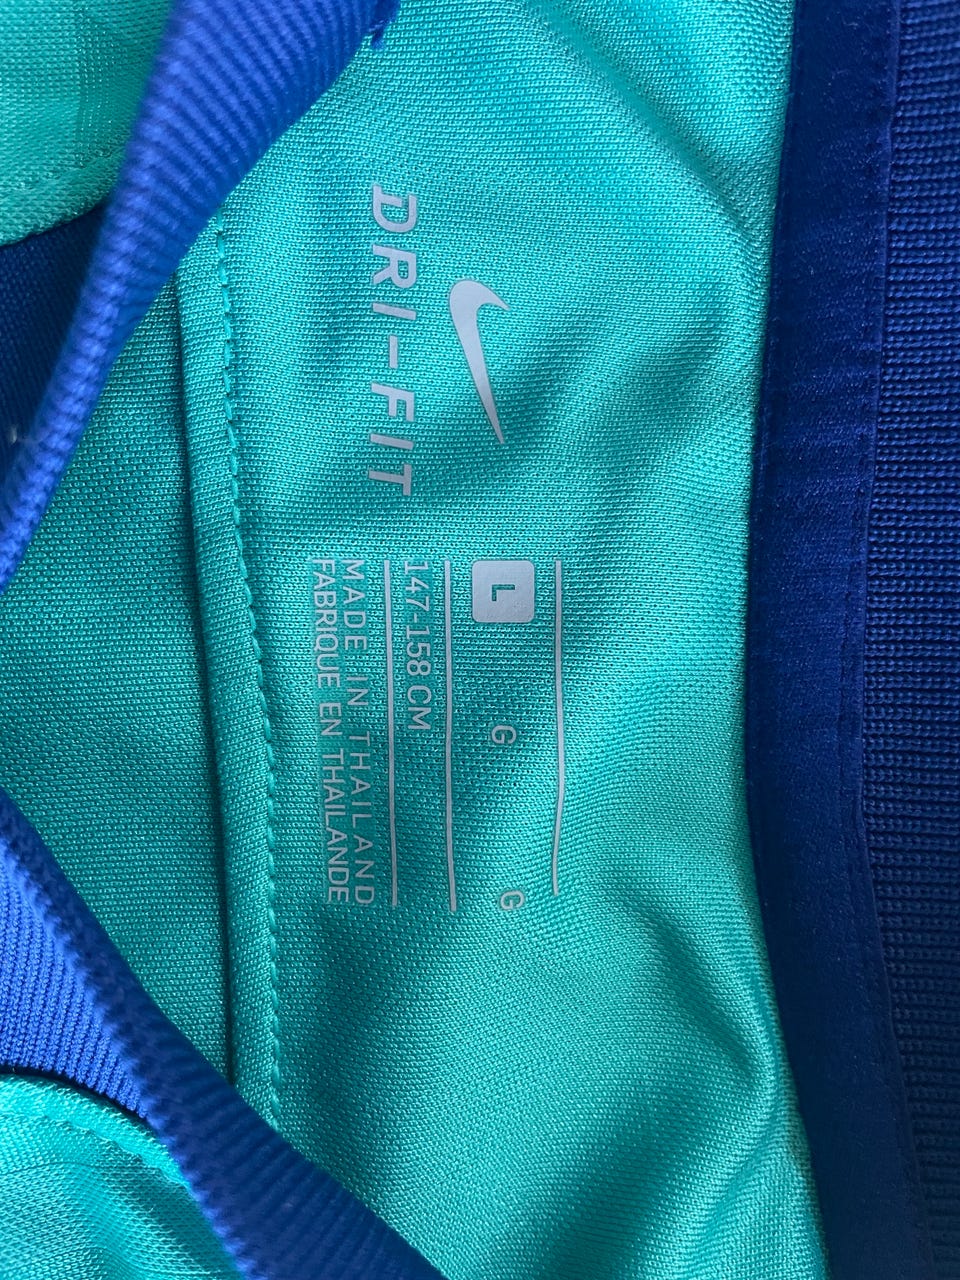 DRI-FIT
L G G
147-158 CM
MADE IN THAILAND
FABRIQUE EN THAILANDE